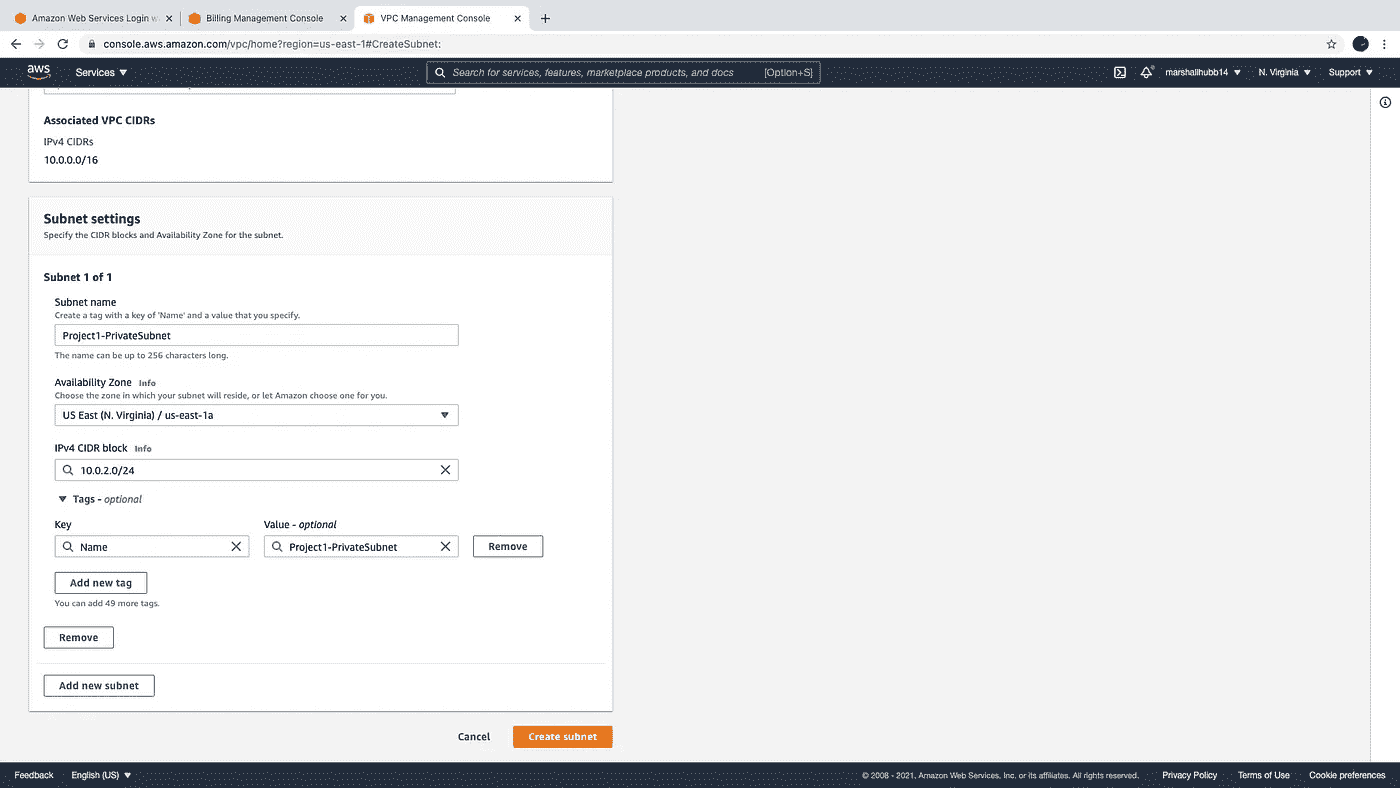 Amazon Web Services Login
Billing Management Console
VPC Management Console
console.aws.amazon.com/vpc/home?region=us-east-1#CreateSubnet:
aws
Services
Search for services, features, marketplace products, and docs
[Option+S]
marshallhubb14
N. Virginia
Support
Associated VPC CIDRs
IPv4 CIDRs
10.0.0.0/16
Subnet settings
Specify the CIDR blocks and Availability Zone for the subnet.
Subnet 1 of 1
Subnet name
Create a tag with a key of 'Name' and a value that you specify.
Project1-PrivateSubnet
The name can be up to 256 characters long.
Availability Zone Info
Choose the zone in which your subnet will reside, or let Amazon choose one for you.
US East (N. Virginia) / us-east-1a
IPv4 CIDR block Info
10.0.2.0/24
Tags - optional
Key
Value - optional
Name
Project1-PrivateSubnet
Remove
Add new tag
You can add 49 more tags.
Remove
Add new subnet
Cancel
Create subnet
Feedback
English (US)
© 2008 - 2021, Amazon Web Services, Inc. or its affiliates. All rights reserved.
Privacy Policy
Terms of Use
Cookie preferences